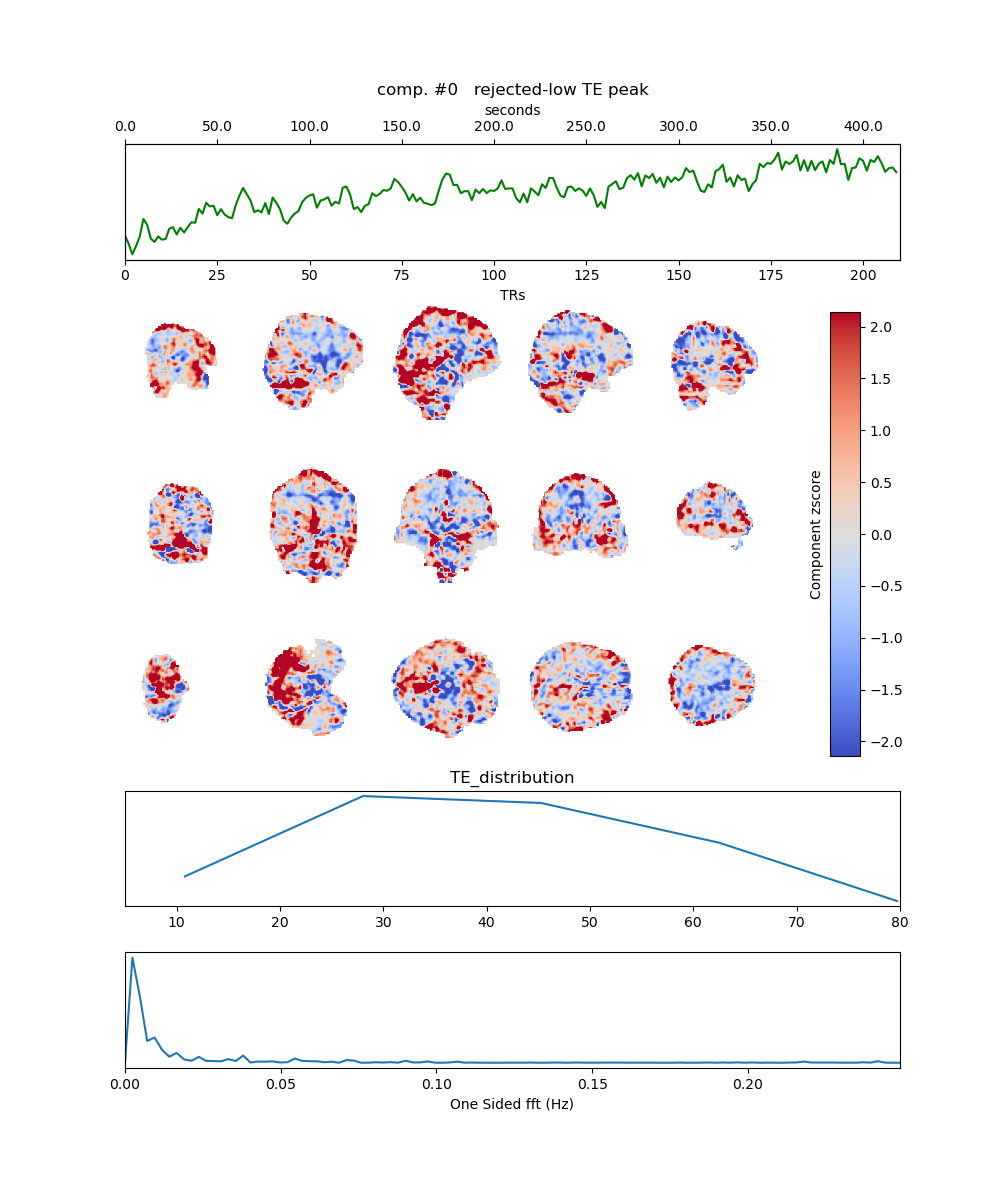 comp. #0   rejected-low TE peak
seconds
0.0 50.0 100.0 150.0 200.0 250.0 300.0 350.0 400.0
0 25 50 75 100 125 150 175 200
TRs
2.0
1.5
1.0
0.5
0.0
−0.5
−1.0
−1.5
−2.0
Component zscore
TE_distribution
10 20 30 40 50 60 70 80
0.00 0.05 0.10 0.15 0.20
One Sided fft (Hz)